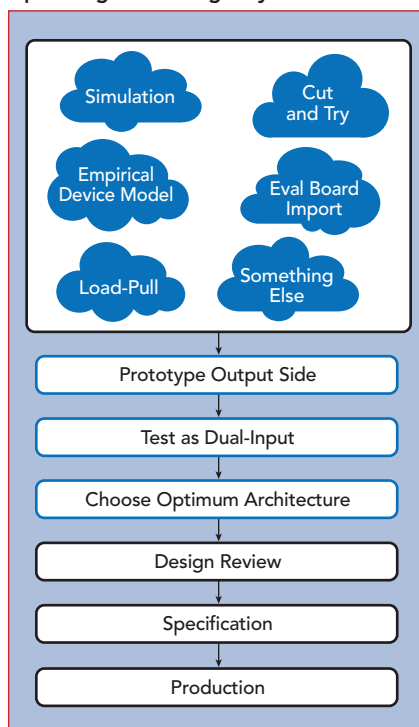 Simulation
Cut
and Try
Empirical
Device Model
Eval Board
Import
Load-Pull
Something
Else
Prototype Output Side
Test as Dual-Input
Choose Optimum Architecture
Design Review
Specification
Production